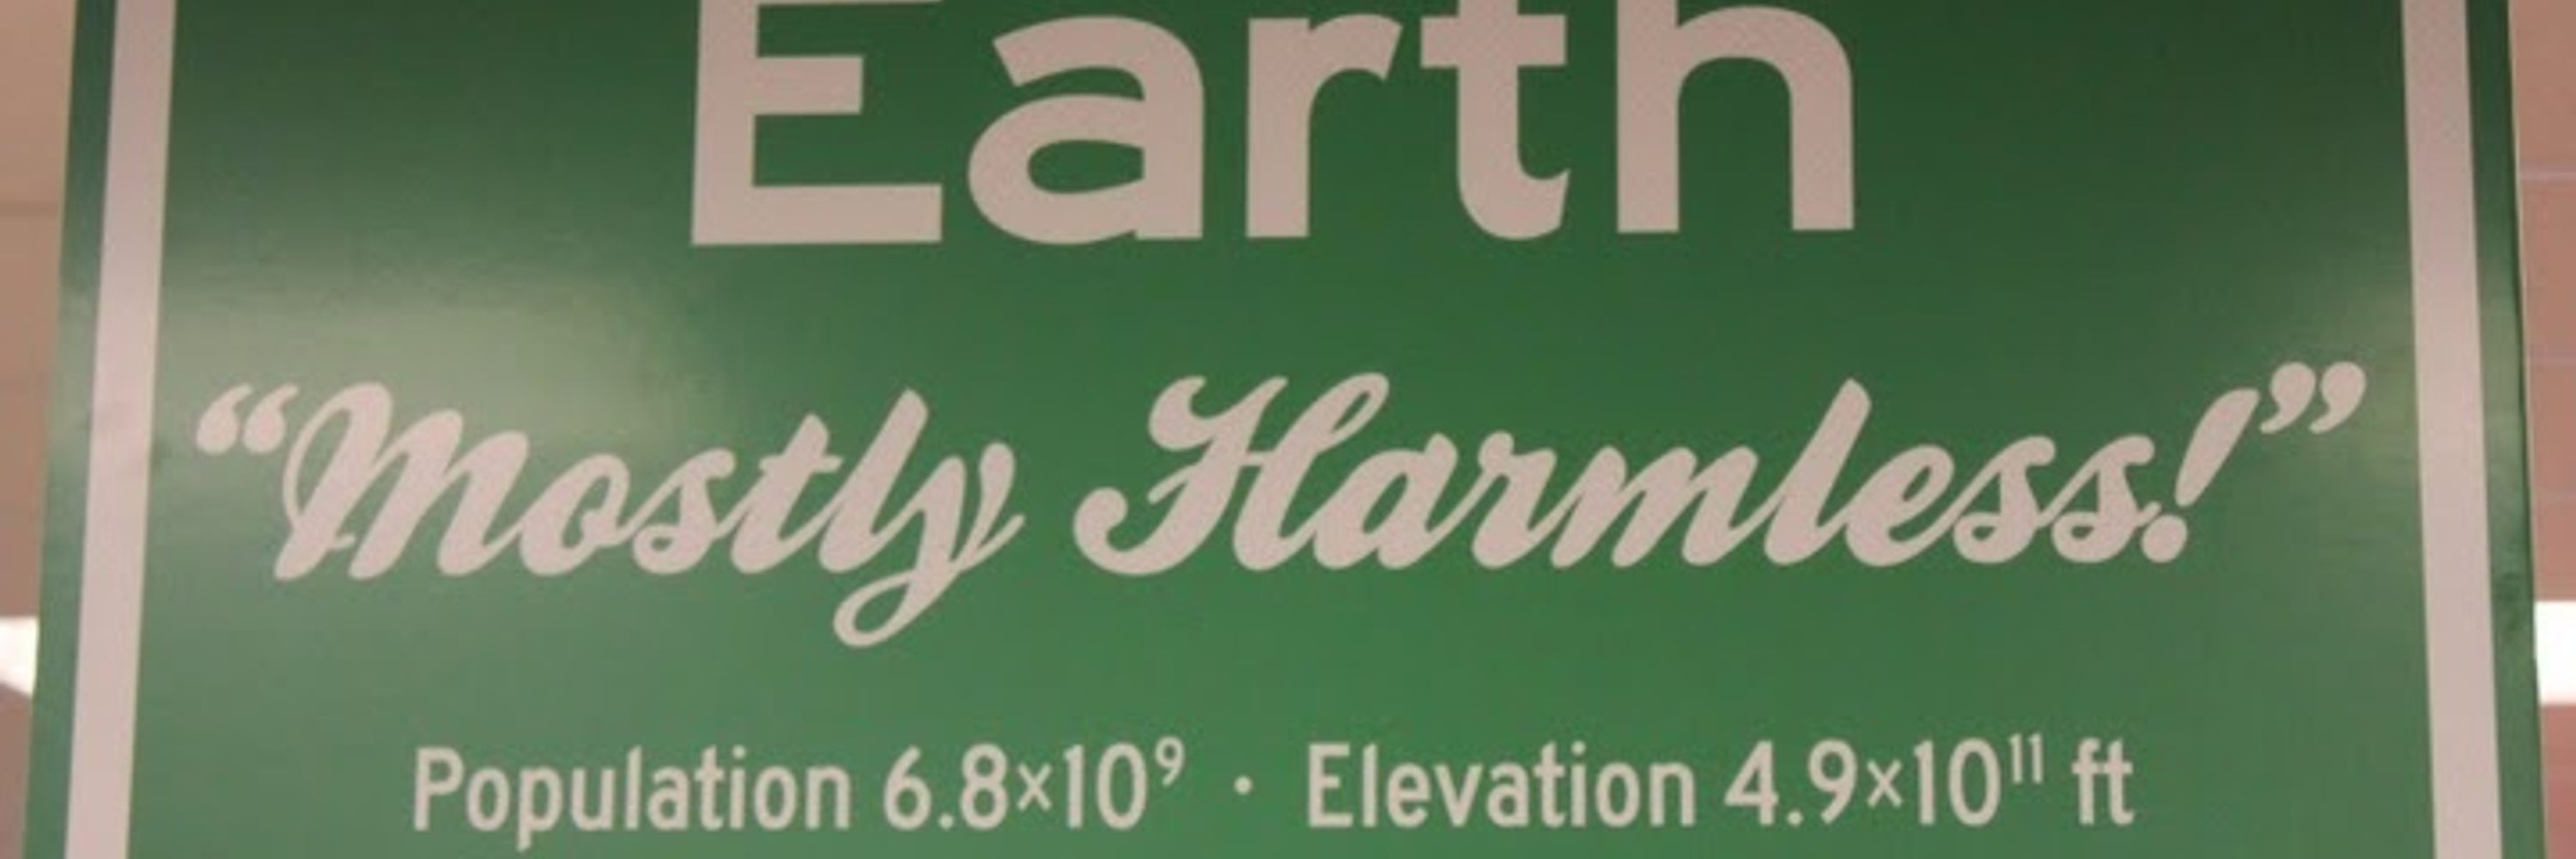 Earth
“Mostly Harmless!”
Population 6.8×10⁹ · Elevation 4.9×10¹¹ ft